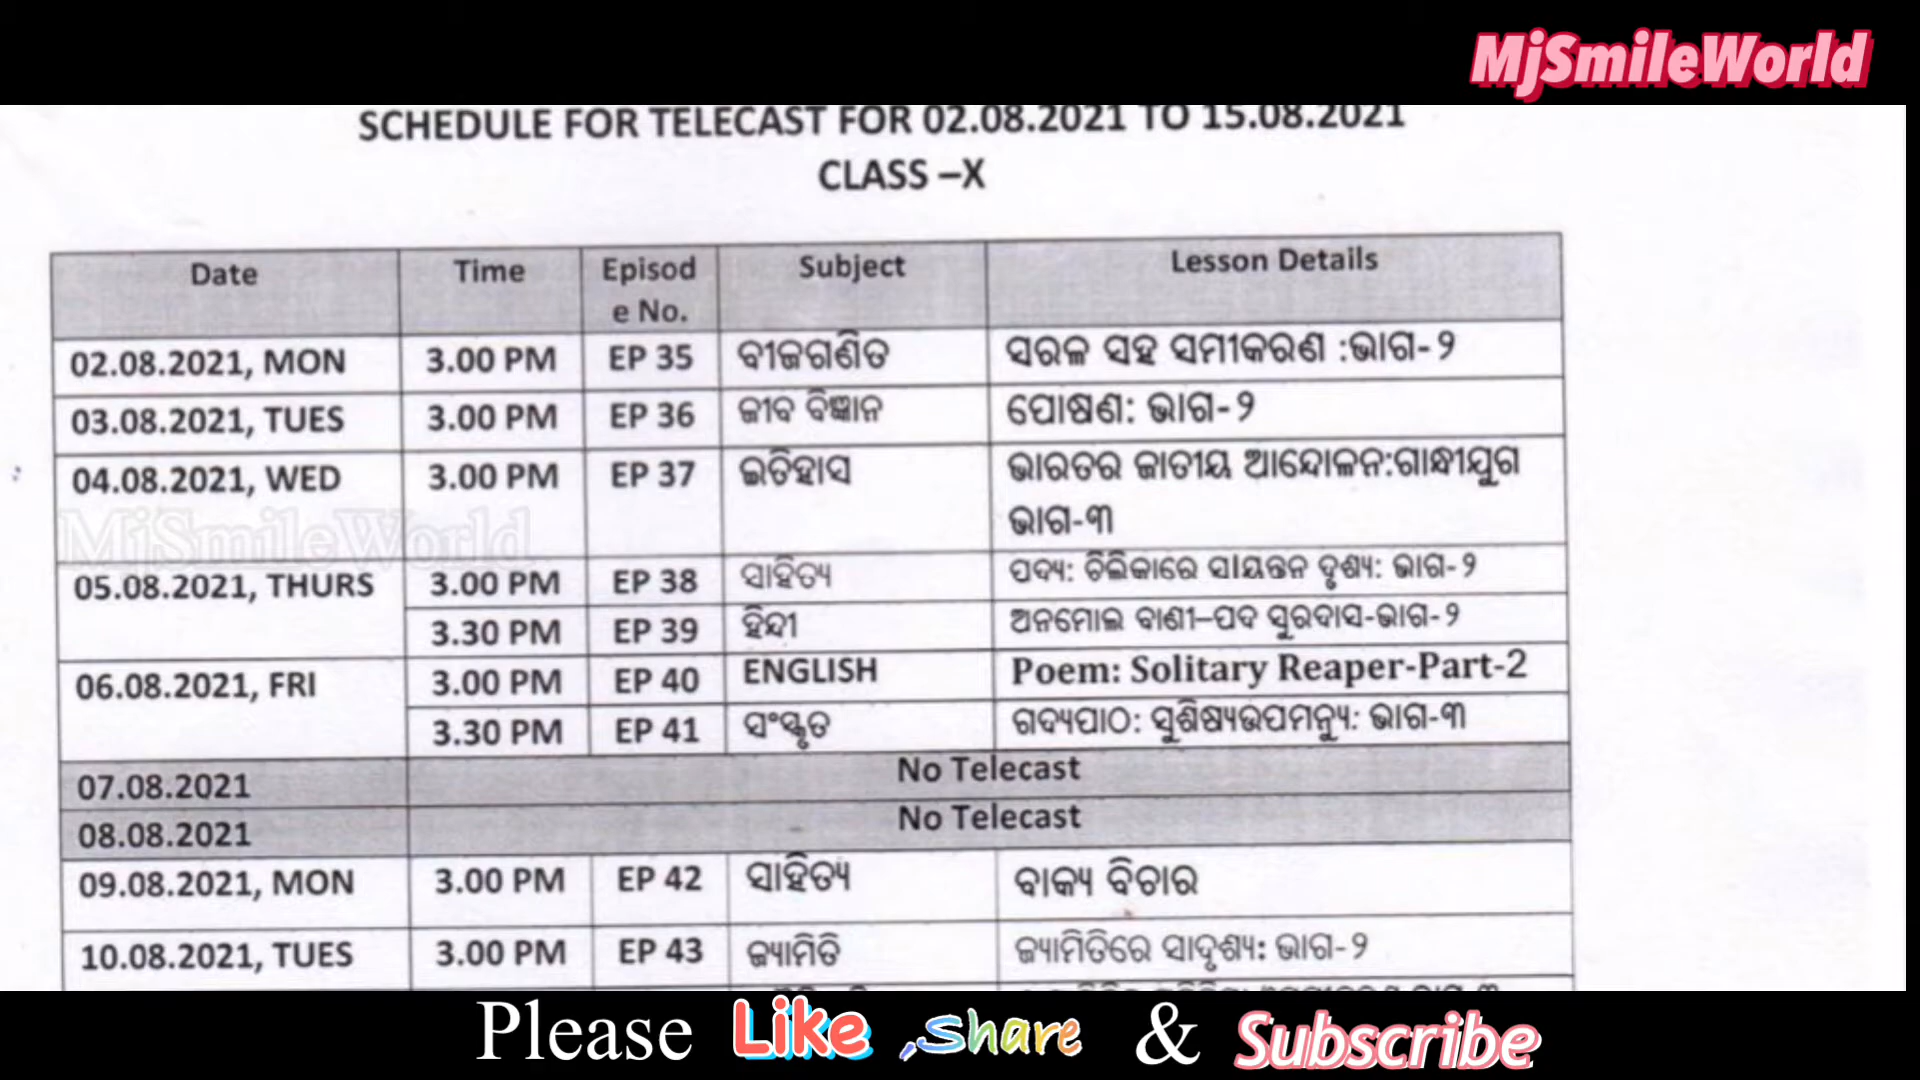 MjSmileWorld
SCHEDULE FOR TELECAST FOR 02.08.2021 TO 15.08.2021
CLASS –X
Date Time Episod Subject Lesson Details
e No.
02.08.2021, MON 3.00 PM EP 35 ବୀଜଗଣିତ ସରଳ ସହ ସମୀକରଣ :ଭାଗ-୨
03.08.2021, TUES 3.00 PM EP 36 ଜୀବ ବିଜ୍ଞାନ ପୋଷଣ: ଭାଗ-୨
04.08.2021, WED 3.00 PM EP 37 ଇତିହାସ ଭାରତର ଜାତୀୟ ଆନ୍ଦୋଳନ:ଗାନ୍ଧୀଯୁଗ
ଭାଗ-୩
MjSmileWorld
05.08.2021, THURS 3.00 PM EP 38 ସାହିତ୍ୟ ପଦ୍ୟ: ଚିଲିକାରେ ସାୟନ୍ତନ ଦୃଶ୍ୟ: ଭାଗ-୨
3.30 PM EP 39 ହିନ୍ଦୀ ଅନମୋଲ ବାଣୀ–ପଦ ସୁରଦାସ-ଭାଗ-୨
06.08.2021, FRI 3.00 PM EP 40 ENGLISH Poem: Solitary Reaper-Part-2
3.30 PM EP 41 ସଂସ୍କୃତ ଗଦ୍ୟପାଠ: ସୁଶିଷ୍ୟଉପମନ୍ୟୁ: ଭାଗ-୩
07.08.2021 No Telecast
08.08.2021 No Telecast
09.08.2021, MON 3.00 PM EP 42 ସାହିତ୍ୟ ବାକ୍ୟ ବିଚାର
10.08.2021, TUES 3.00 PM EP 43 ଜ୍ୟାମିତି ଜ୍ୟାମିତିରେ ସାଦୃଶ୍ୟ: ଭାଗ-୨
Please Like ,Share & Subscribe